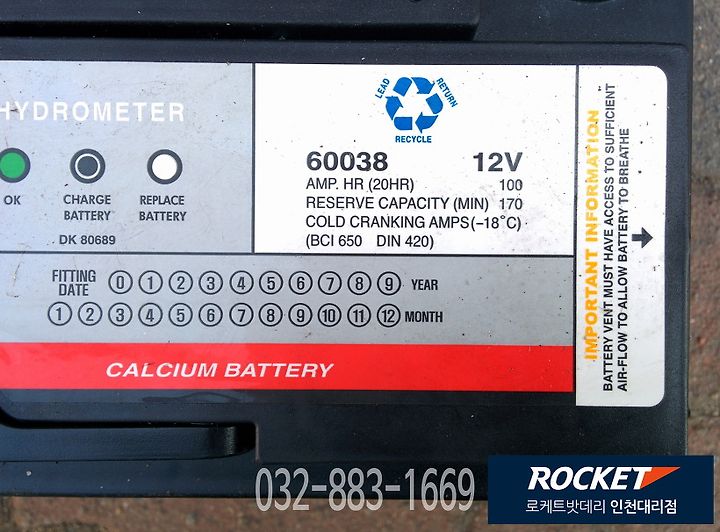 HYDROMETER
OK
CHARGE BATTERY
REPLACE BATTERY
DK 80689
LEAD RETURN
RECYCLE
60038 12V
AMP. HR (20HR) 100
RESERVE CAPACITY (MIN) 170
COLD CRANKING AMPS(-18°C)
(BCI 650 DIN 420)
FITTING DATE
0 1 2 3 4 5 6 7 8 9 YEAR
1 2 3 4 5 6 7 8 9 10 11 12 MONTH
CALCIUM BATTERY
IMPORTANT INFORMATION
BATTERY VENT MUST HAVE ACCESS TO SUFFICIENT
AIR-FLOW TO ALLOW BATTERY TO BREATHE
032-883-1669
ROCKET
로케트밧데리 인천대리점